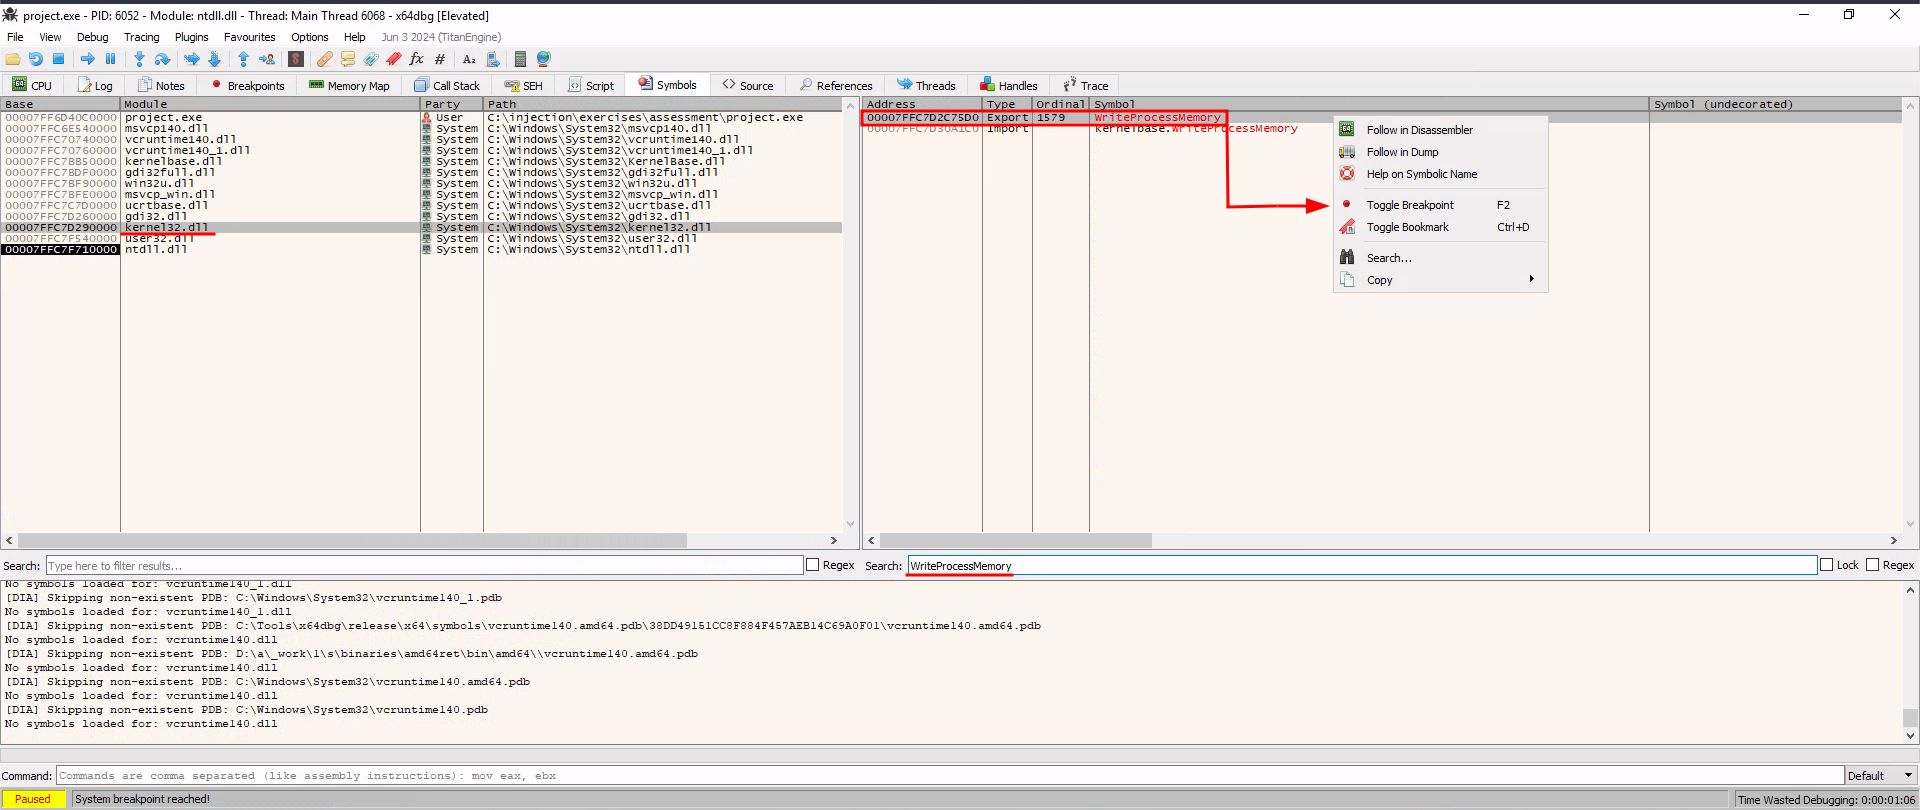 project.exe - PID: 6052 - Module: ntdll.dll - Thread: Main Thread 6068 - x64dbg [Elevated]
File View Debug Tracing Plugins Favourites Options Help Jun 3 2024 (TitanEngine)
CPU Log Notes Breakpoints Memory Map Call Stack SEH Script Symbols Source References Threads Handles Trace
Base Module Party Path
00007FF6D40C0000 project.exe User C:\injection\exercises\assessment\project.exe
00007FFC6E540000 msvcp140.dll System C:\Windows\System32\msvcp140.dll
00007FFC70740000 vcruntime140.dll System C:\Windows\System32\vcruntime140.dll
00007FFC70760000 vcruntime140_1.dll System C:\Windows\System32\vcruntime140_1.dll
00007FFC7BB50000 kernelbase.dll System C:\Windows\System32\KernelBase.dll
00007FFC7BDF0000 gdi32full.dll System C:\Windows\System32\gdi32full.dll
00007FFC7BF90000 win32u.dll System C:\Windows\System32\win32u.dll
00007FFC7BFE0000 msvcp_win.dll System C:\Windows\System32\msvcp_win.dll
00007FFC7C7D0000 ucrtbase.dll System C:\Windows\System32\ucrtbase.dll
00007FFC7D260000 gdi32.dll System C:\Windows\System32\gdi32.dll
00007FFC7D290000 kernel32.dll System C:\Windows\System32\kernel32.dll
00007FFC7F540000 user32.dll System C:\Windows\System32\user32.dll
00007FFC7F710000 ntdll.dll System C:\Windows\System32\ntdll.dll
Address Type Ordinal Symbol Symbol (undecorated)
00007FFC7D2C75D0 Export 1579 WriteProcessMemory
00007FFC7D30A1C0 Import kernelbase.WriteProcessMemory
Follow in Disassembler
Follow in Dump
Help on Symbolic Name
Toggle Breakpoint F2
Toggle Bookmark Ctrl+D
Search...
Copy
Search: Type here to filter results... Regex Search: WriteProcessMemory Lock Regex
No symbols loaded for: vcruntime140_1.dll
[DIA] Skipping non-existent PDB: C:\Windows\System32\vcruntime140_1.pdb
No symbols loaded for: vcruntime140_1.dll
[DIA] Skipping non-existent PDB: C:\Tools\x64dbg\release\x64\symbols\vcruntime140.amd64.pdb\38DD49151CC8F884F457AEB14C69A0F01\vcruntime140.amd64.pdb
No symbols loaded for: vcruntime140.dll
[DIA] Skipping non-existent PDB: D:\a\_work\1\s\binaries\amd64ret\bin\amd64\\vcruntime140.amd64.pdb
No symbols loaded for: vcruntime140.dll
[DIA] Skipping non-existent PDB: C:\Windows\System32\vcruntime140.amd64.pdb
No symbols loaded for: vcruntime140.dll
[DIA] Skipping non-existent PDB: C:\Windows\System32\vcruntime140.pdb
No symbols loaded for: vcruntime140.dll
Command: Commands are comma separated (like assembly instructions): mov eax, ebx Default
Paused System breakpoint reached! Time Wasted Debugging: 0:00:01:06